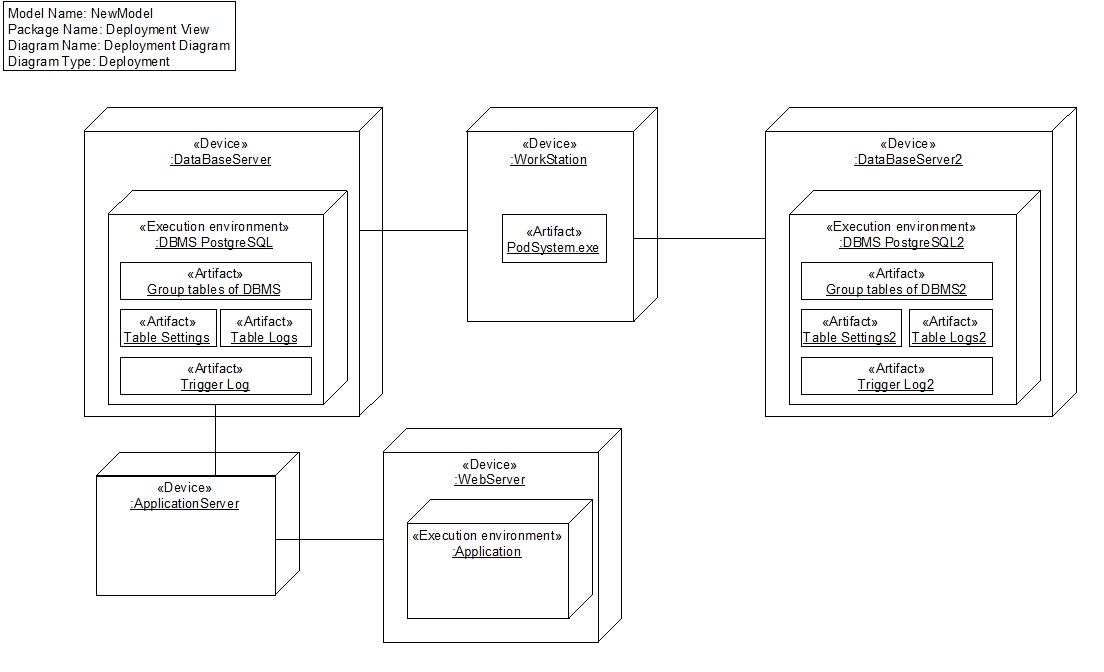 Model Name: NewModel
Package Name: Deployment View
Diagram Name: Deployment Diagram
Diagram Type: Deployment
«Device»
:DataBaseServer
«Execution environment»
:DBMS PostgreSQL
«Artifact»
Group tables of DBMS
«Artifact»
Table Settings
«Artifact»
Table Logs
«Artifact»
Trigger Log
«Device»
:WorkStation
«Artifact»
PodSystem.exe
«Device»
:DataBaseServer2
«Execution environment»
:DBMS PostgreSQL2
«Artifact»
Group tables of DBMS2
«Artifact»
Table Settings2
«Artifact»
Table Logs2
«Artifact»
Trigger Log2
«Device»
:ApplicationServer
«Device»
:WebServer
«Execution environment»
:Application